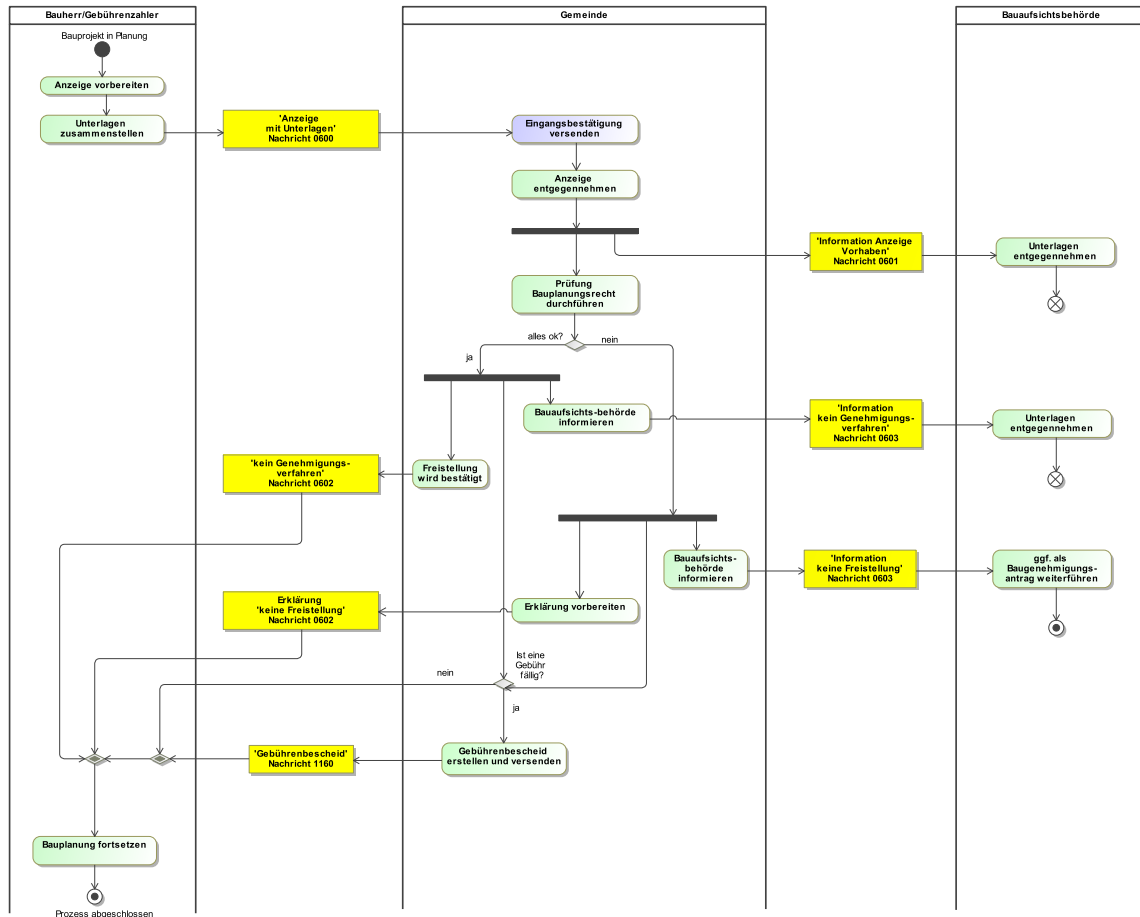 Bauherr/Gebührenzahler
Gemeinde
Bauaufsichtsbehörde
Bauprojekt in Planung
Anzeige vorbereiten
Unterlagen
zusammenstellen
'Anzeige
mit Unterlagen'
Nachricht 0600
Eingangsbestätigung
versenden
Anzeige
entgegennehmen
'Information Anzeige
Vorhaben'
Nachricht 0601
Unterlagen
entgegennehmen
Prüfung
Bauplanungsrecht
durchführen
alles ok?
nein
ja
Bauaufsichts-behörde
informieren
'Information
kein Genehmigungs-
verfahren'
Nachricht 0603
Unterlagen
entgegennehmen
'kein Genehmigungs-
verfahren'
Nachricht 0602
Freistellung
wird bestätigt
Bauaufsichts-
behörde
informieren
'Information
keine Freistellung'
Nachricht 0603
ggf. als
Baugenehmigungs-
antrag weiterführen
Erklärung
'keine Freistellung'
Nachricht 0602
Erklärung vorbereiten
Ist eine
Gebühr
fällig?
nein
ja
'Gebührenbescheid'
Nachricht 1160
Gebührenbescheid
erstellen und versenden
Bauplanung fortsetzen
Prozess abgeschlossen